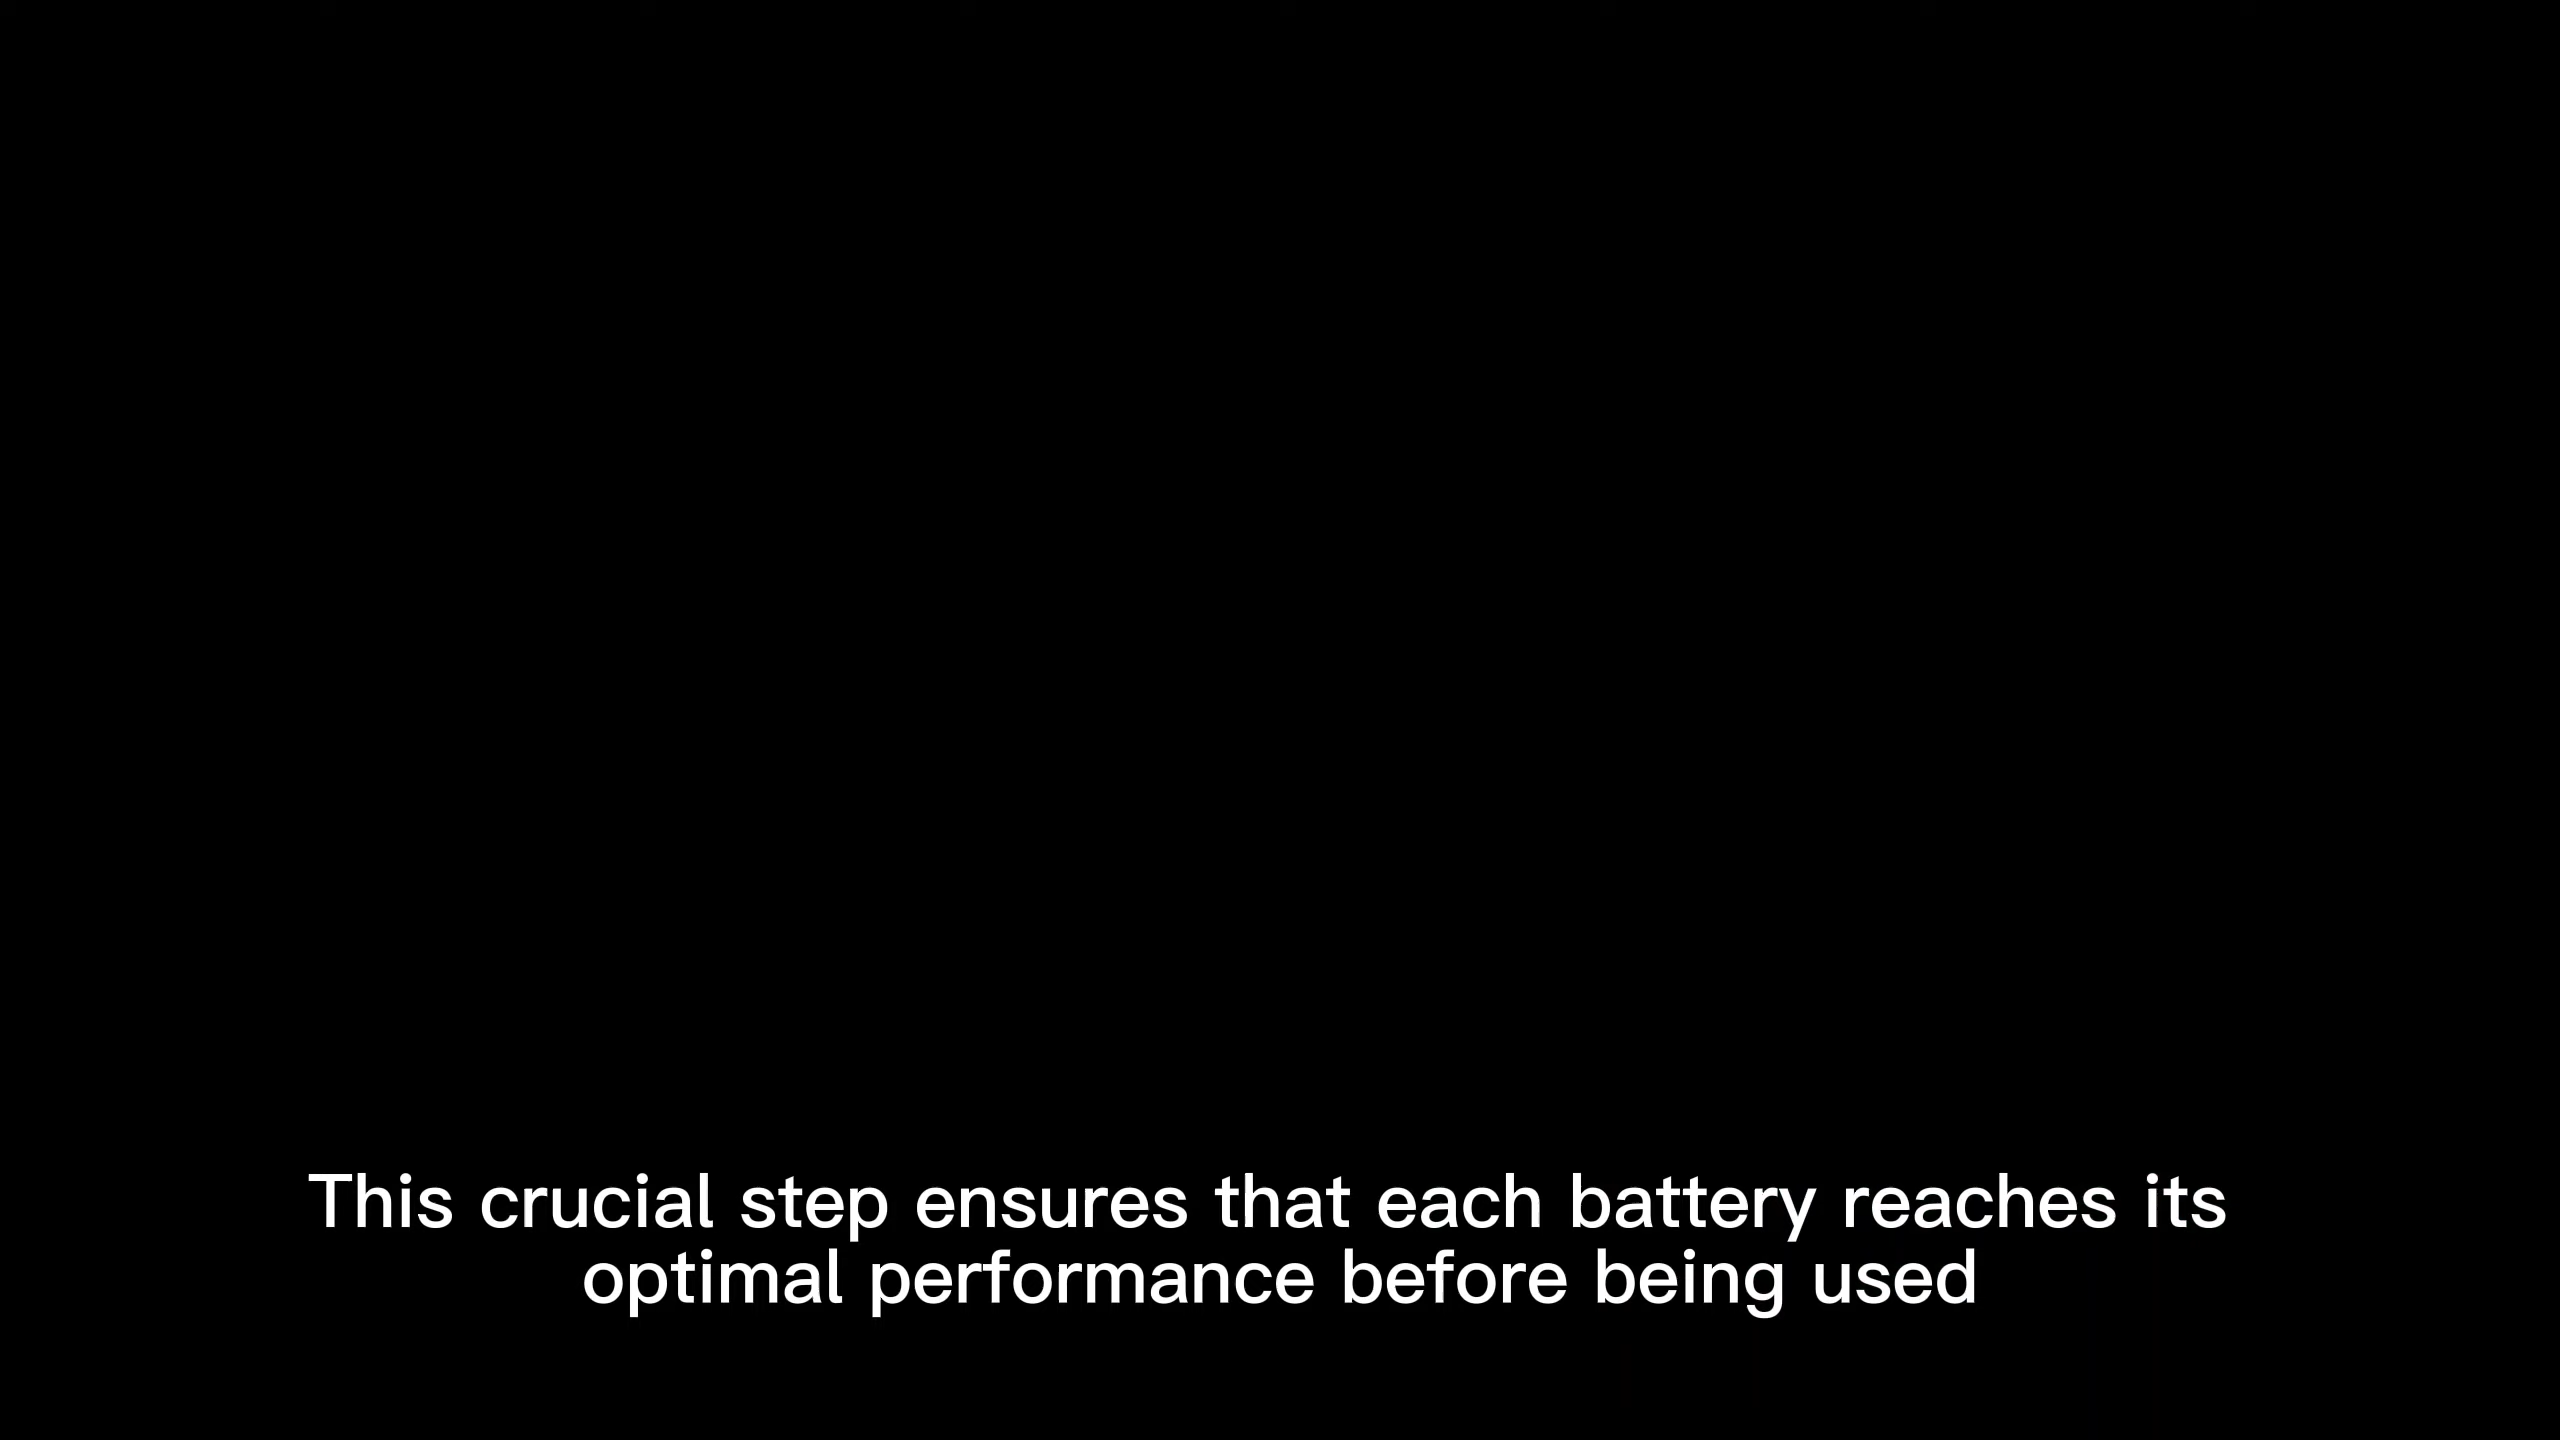 This crucial step ensures that each battery reaches its
optimal performance before being used